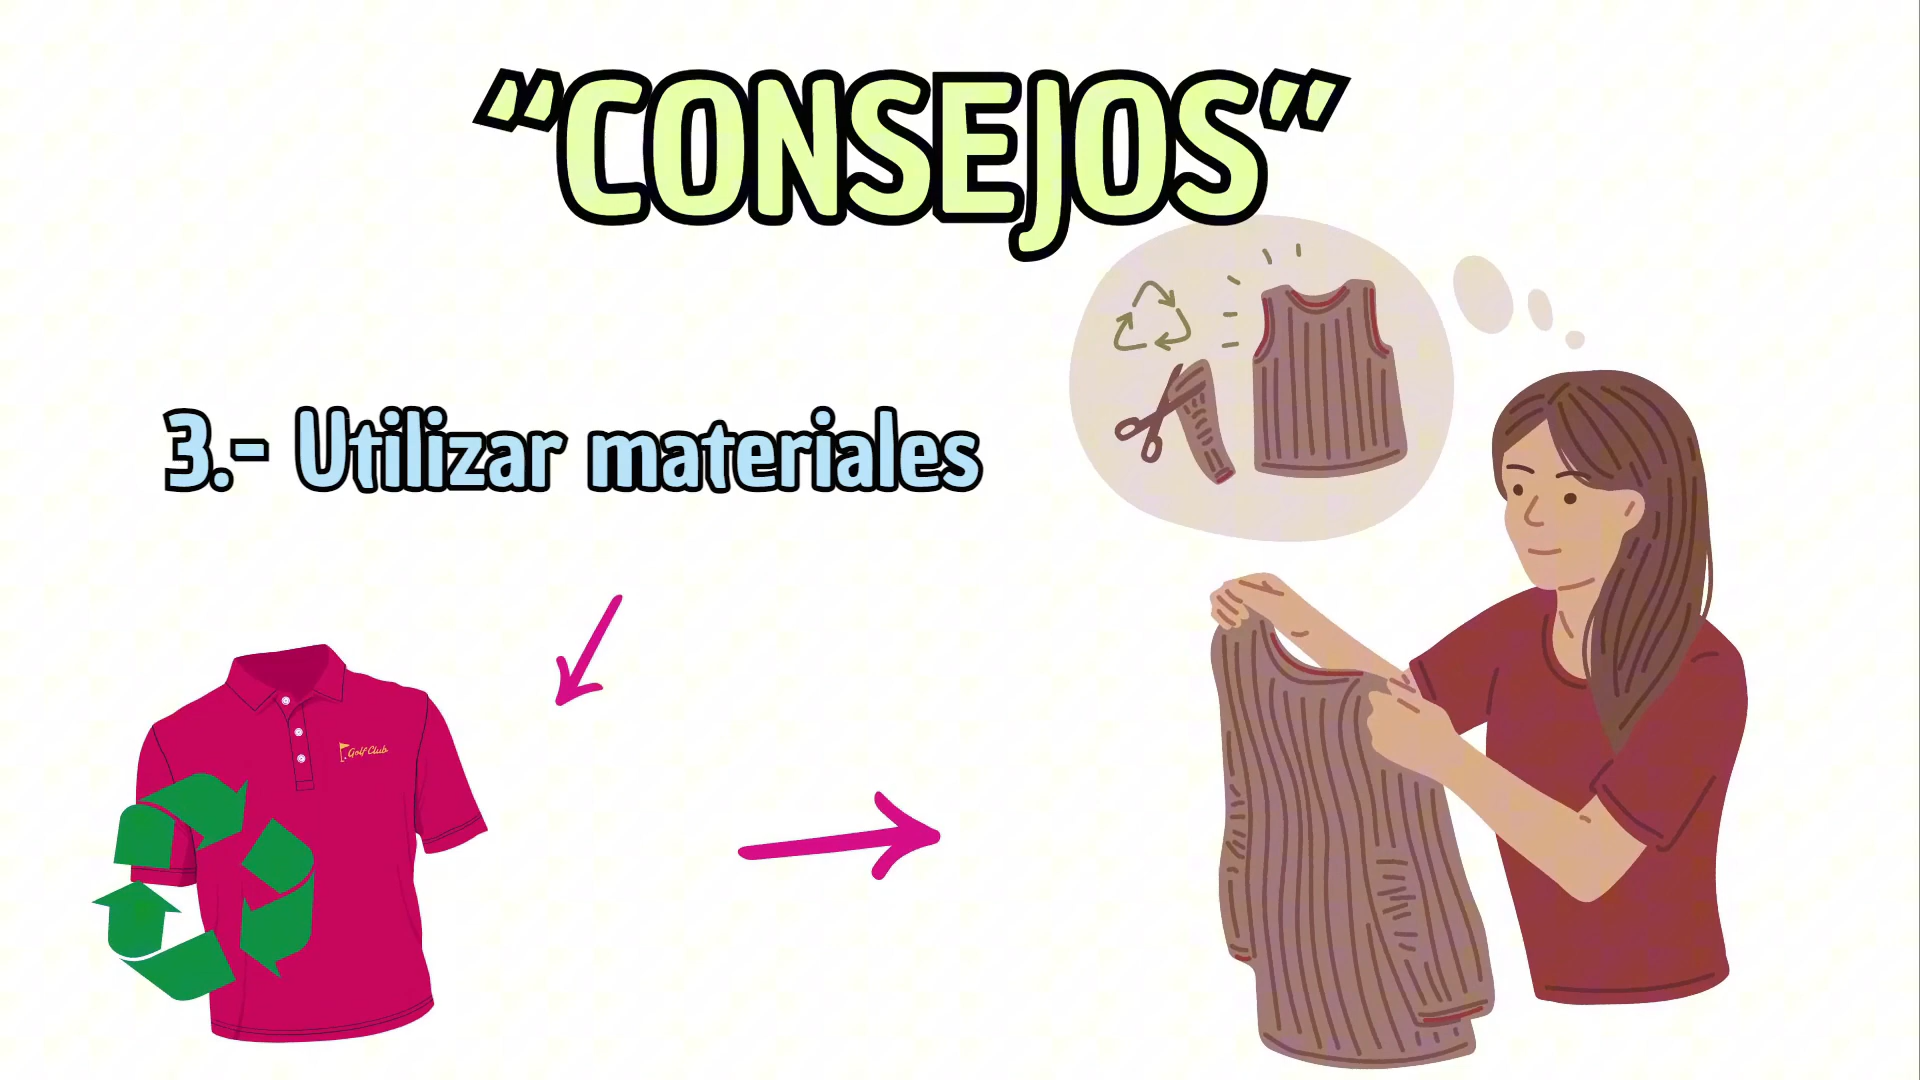 “CONSEJOS”
3.- Utilizar materiales
Golf Club